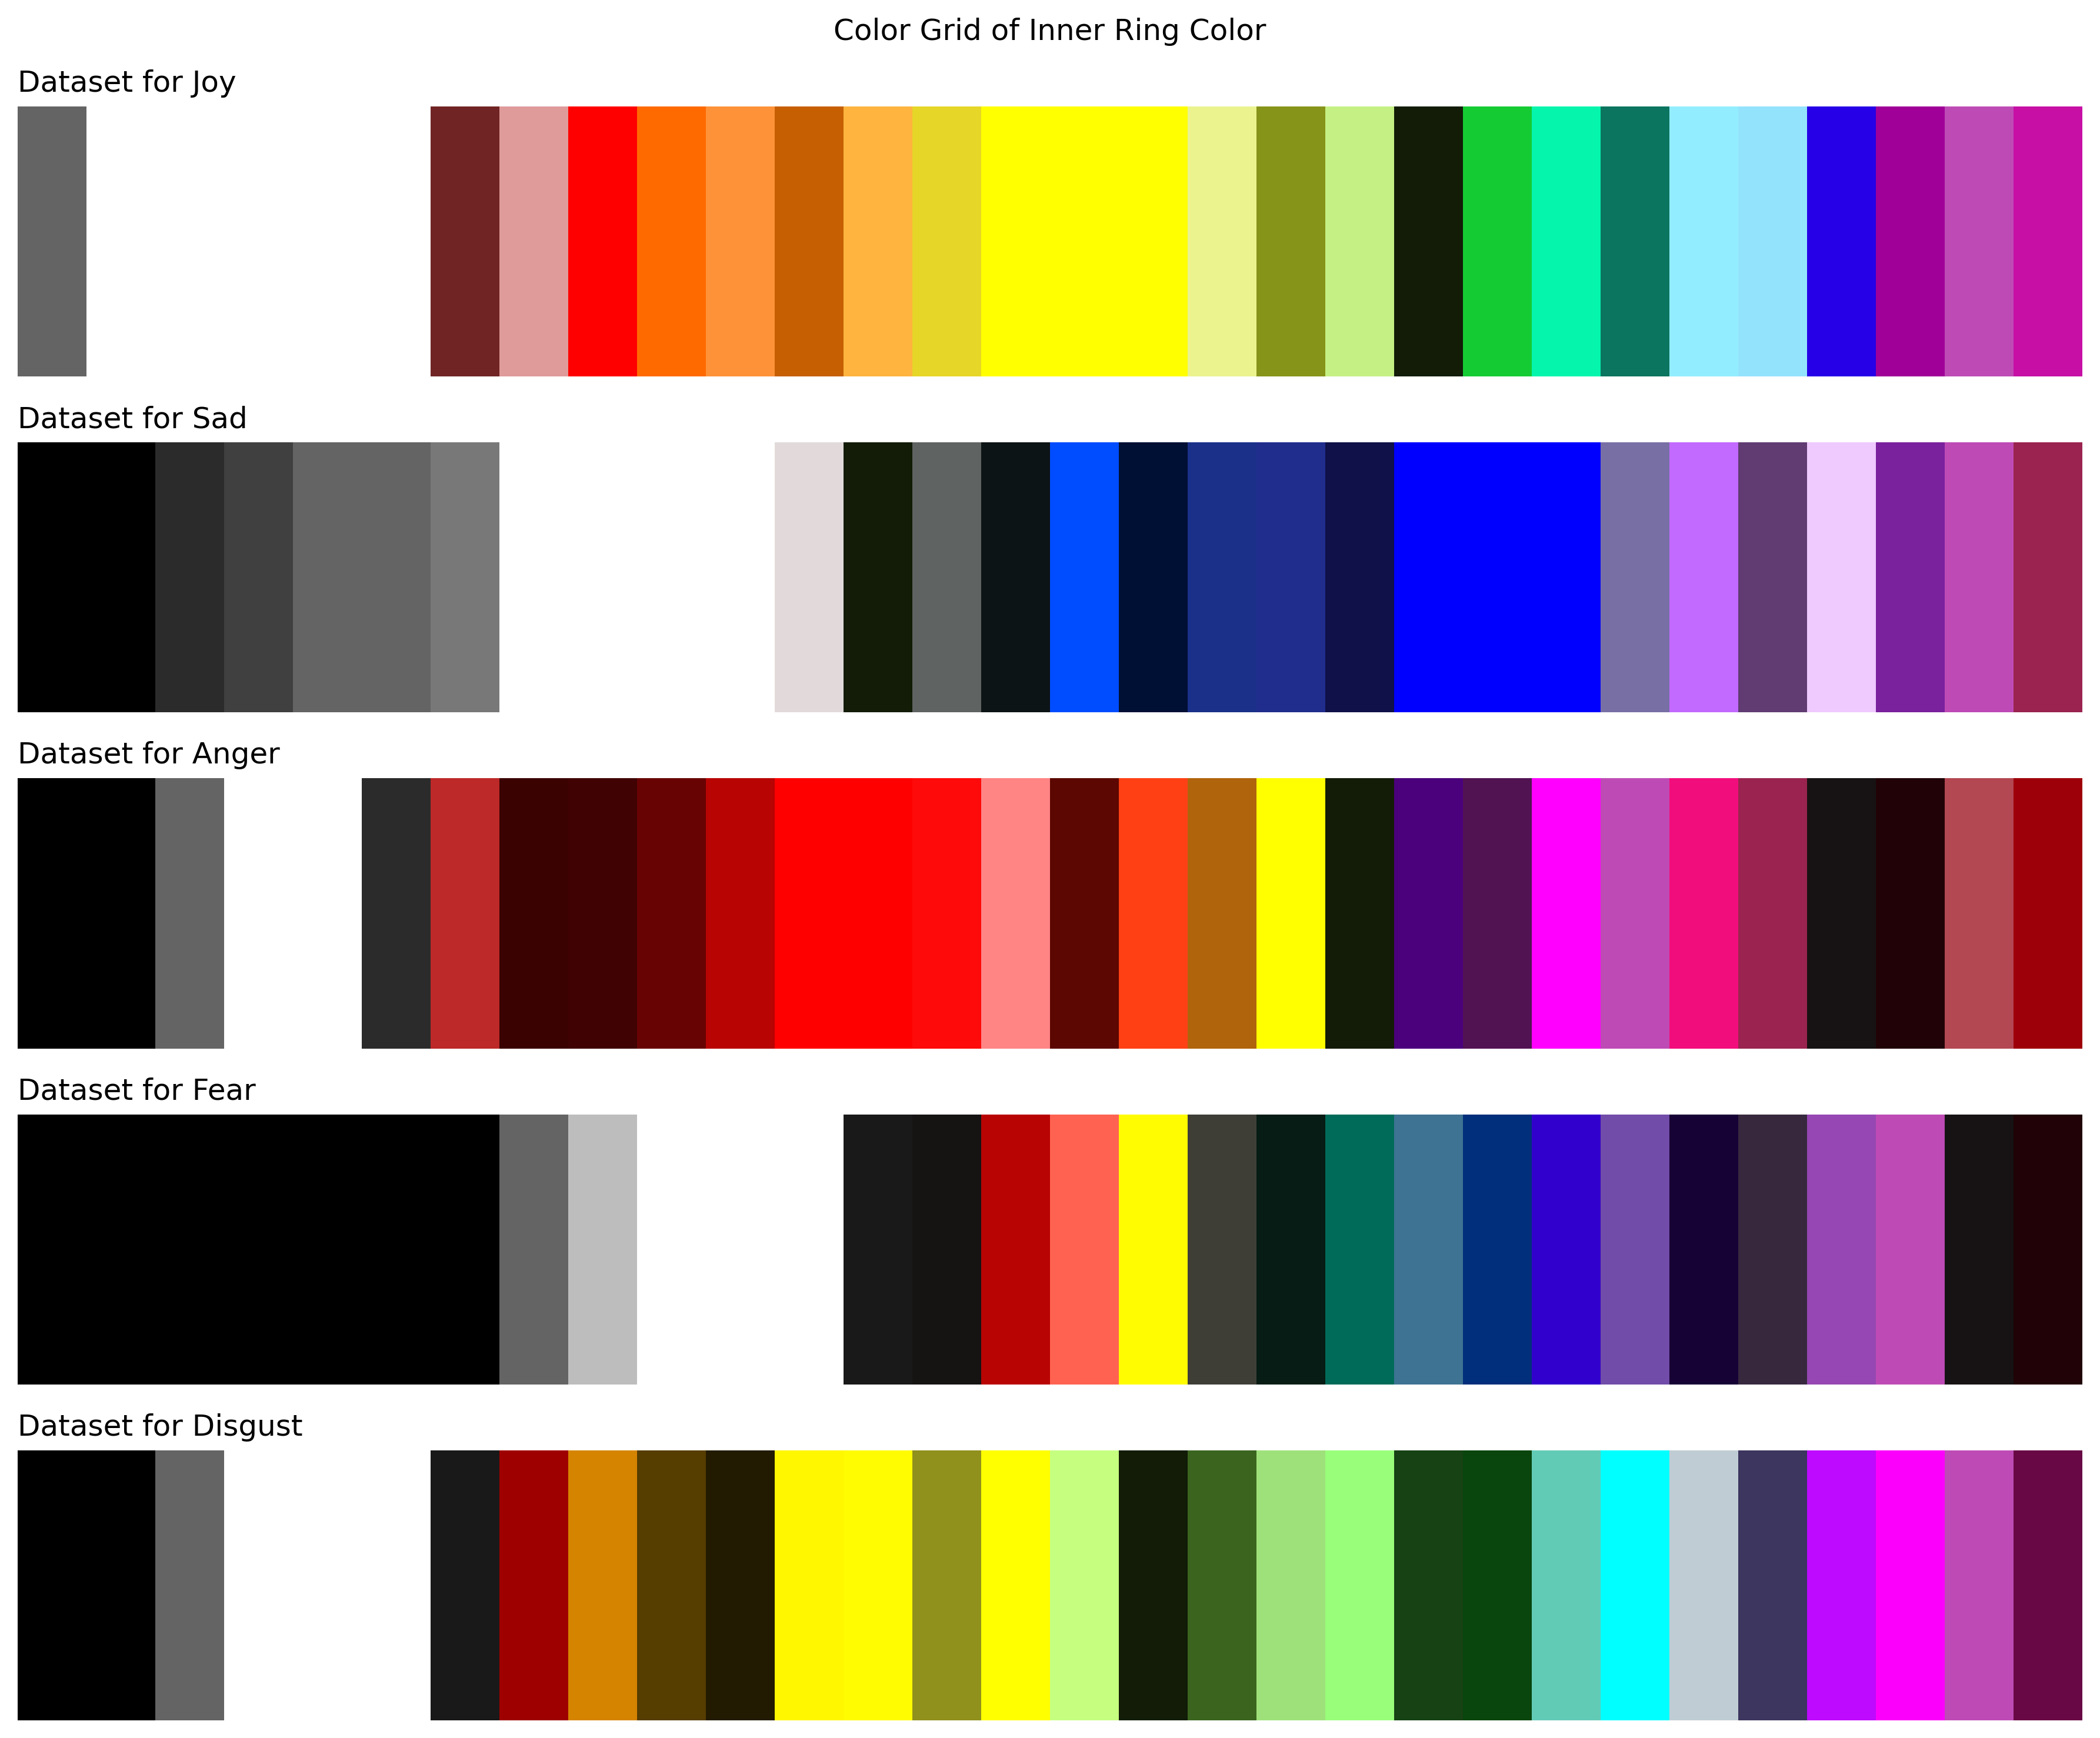 Color Grid of Inner Ring Color
Dataset for Joy
Dataset for Sad
Dataset for Anger
Dataset for Fear
Dataset for Disgust